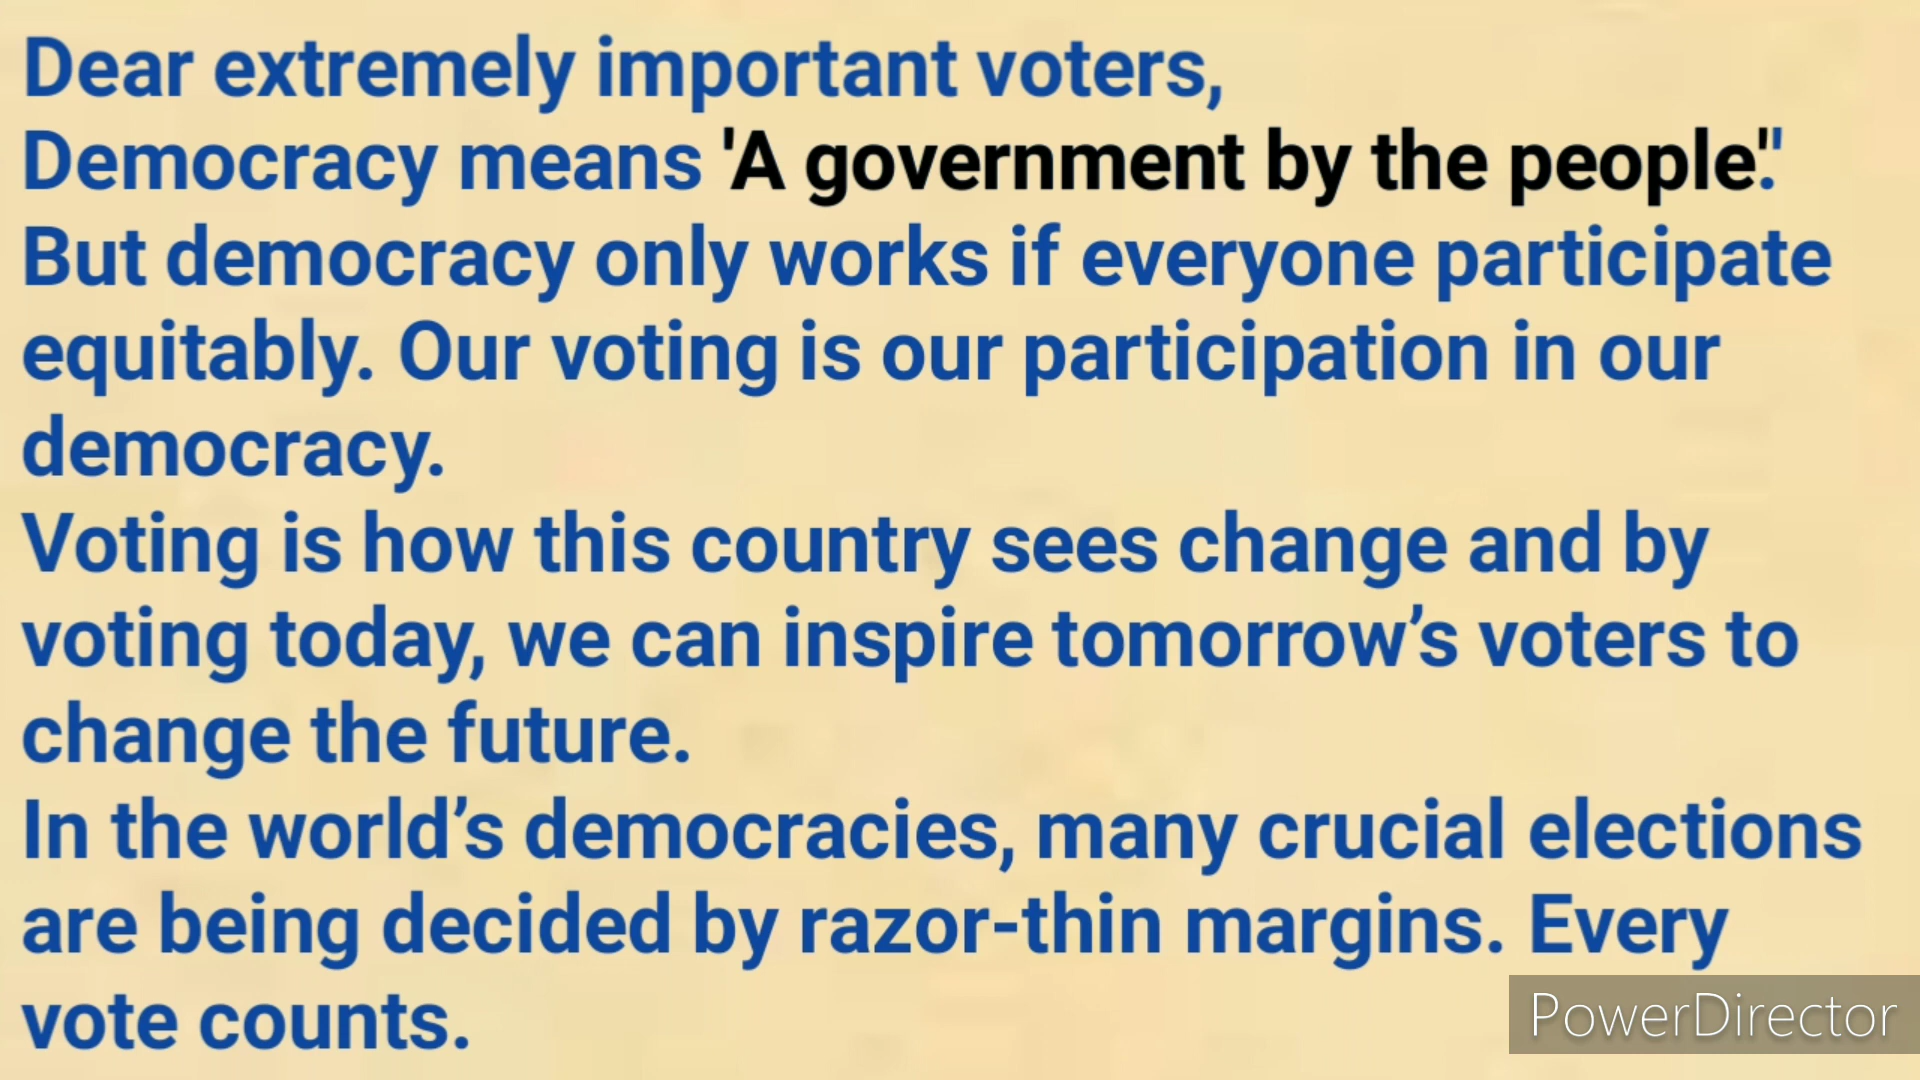 Dear extremely important voters,
Democracy means 'A government by the people'.'
But democracy only works if everyone participate
equitably. Our voting is our participation in our
democracy.
Voting is how this country sees change and by
voting today, we can inspire tomorrow’s voters to
change the future.
In the world’s democracies, many crucial elections
are being decided by razor-thin margins. Every
vote counts.
PowerDirector